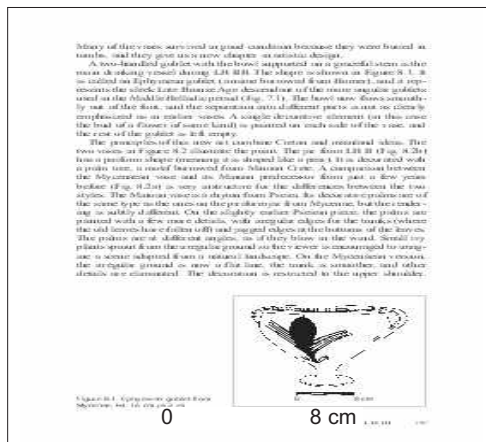 Many of the vases survived in good condition because they were buried in
tombs, and they give us a new chapter in artistic design.
A two-handled goblet with the bowl supported on a graceful stem is the
main drinking vessel during LH IIB. The shape is shown in Figure 8.1. It
is called an Ephyraean goblet (a name borrowed from Homer), and it rep-
resents the sleek Late Bronze Age descendant of the more angular goblets
used in the Middle Helladic period (Fig. 7.1). The bowl now flows smooth-
ly out of the foot, and the separation into different parts is not as clearly
emphasized as in earlier vases. A single decorative element (in this case
the bud of a flower of some kind) is painted on each side of the vase, and
the rest of the goblet is left empty.
The principles of this new art combine Cretan and mainland ideas. The
two vases in Figure 8.2 illustrate the point. The jar from LH II (Fig. 8.2b)
has a piriform shape (meaning it is shaped like a pear). It is decorated with
a palm tree, a motif borrowed from Minoan Crete. A comparison between
the Mycenaean vase and its Minoan predecessor from just a few years
before (Fig. 8.2a) is very instructive for the differences between the two
styles. The Minoan vase is from Poros. Its decorative palms are of
the same type as the ones on the piriform jar from Mycenae, but the render-
ing is subtly different. On the slightly earlier Poros piece, the palms are
painted with a few more details, with irregular edges for the trunks (where
the old leaves have fallen off) and jagged edges at the bottoms of the leaves.
The palms are at different angles, as if they blow in the wind. Small ivy
plants sprout from the irregular ground so the viewer is encouraged to imag-
ine a scene adapted from a natural landscape. On the Mycenaean version,
the irregular ground is now a flat line, the trunk is smoother, and other
details are eliminated. The decoration is restricted to the upper shoulder.
Figure 8.1. Ephyraean goblet from
Mycenae,
0 8 cm